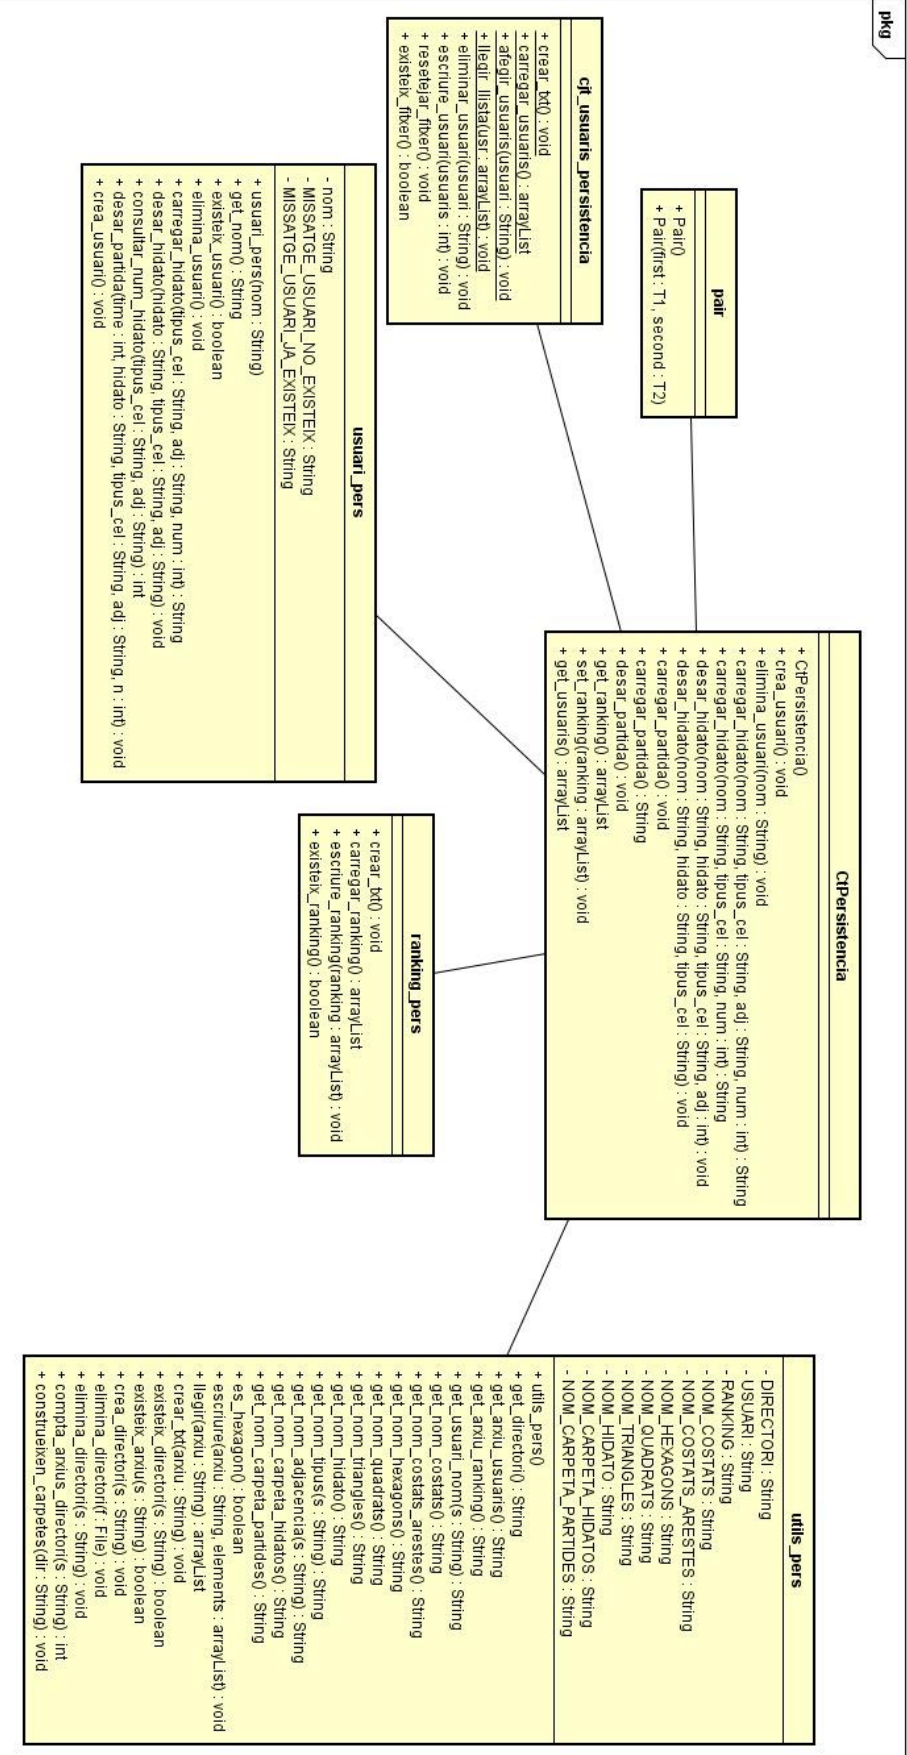 pkg
pair
+ Pair()
+ Pair(first : T1, second : T2)
cjt_usuaris_persistencia
+ crear_txt() : void
+ carregar_usuaris() : arrayList
+ afegir_usuaris(usuari : String) : void
+ llegir_llista(usr : arrayList) : void
+ eliminar_usuari(usuari : String) : void
+ escriure_usuari(usuaris : int) : void
+ resetejar_fitxer() : void
+ existeix_fitxer() : boolean
usuari_pers
- nom : String
- MISSATGE_USUARI_NO_EXISTEIX : String
- MISSATGE_USUARI_JA_EXISTEIX : String
+ usuari_pers(nom : String)
+ get_nom() : String
+ existeix_usuari() : boolean
+ elimina_usuari() : void
+ carregar_hidato(tipus_cel : String, adj : String, num : int) : String
+ desar_hidato(hidato : String, tipus_cel : String, adj : String) : void
+ consultar_num_hidato(tipus_cel : String, adj : String) : int
+ desar_partida(time : int, hidato : String, tipus_cel : String, adj : String, n : int) : void
+ crea_usuari() : void
CtPersistencia
+ CtPersistencia()
+ crea_usuari() : void
+ elimina_usuari(nom : String) : void
+ carregar_hidato(nom : String, tipus_cel : String, adj : String, num : int) : String
+ carregar_hidato(nom : String, tipus_cel : String, num : int) : String
+ desar_hidato(nom : String, hidato : String, tipus_cel : String, adj : int) : void
+ desar_hidato(nom : String, hidato : String, tipus_cel : String) : void
+ carregar_partida() : void
+ carregar_partida() : String
+ desar_partida() : void
+ get_ranking() : arrayList
+ set_ranking(ranking : arrayList) : void
+ get_usuaris() : arrayList
ranking_pers
+ crear_txt() : void
+ carregar_ranking() : arrayList
+ escriure_ranking(ranking : arrayList) : void
+ existeix_ranking() : boolean
utils_pers
- DIRECTORI : String
- USUARI : String
- RANKING : String
- NOM_COSTATS : String
- NOM_COSTATS_ARESTES : String
- NOM_HEXAGONS : String
- NOM_QUADRATS : String
- NOM_TRIANGLES : String
- NOM_HIDATO : String
- NOM_CARPETA_HIDATOS : String
- NOM_CARPETA_PARTIDES : String
+ utils_pers()
+ get_directori() : String
+ get_arxiu_usuaris() : String
+ get_arxiu_ranking() : String
+ get_usuari_nom(s : String) : String
+ get_nom_costats() : String
+ get_nom_costats_arestes() : String
+ get_nom_hexagons() : String
+ get_nom_quadrats() : String
+ get_nom_triangles() : String
+ get_nom_hidato() : String
+ get_nom_tipus(s : String) : String
+ get_nom_adjacencia(s : String) : String
+ get_nom_carpeta_hidatos() : String
+ get_nom_carpeta_partides() : String
+ es_hexagon() : boolean
+ escriure(arxiu : String, elements : arrayList) : void
+ llegir(arxiu : String) : arrayList
+ crear_txt(arxiu : String) : void
+ existeix_directori(s : String) : boolean
+ existeix_arxiu(s : String) : boolean
+ crea_directori(s : String) : void
+ elimina_directori(f : File) : void
+ elimina_directori(s : String) : void
+ compta_arxius_directori(s : String) : int
+ construeixen_carpetes(dir : String) : void